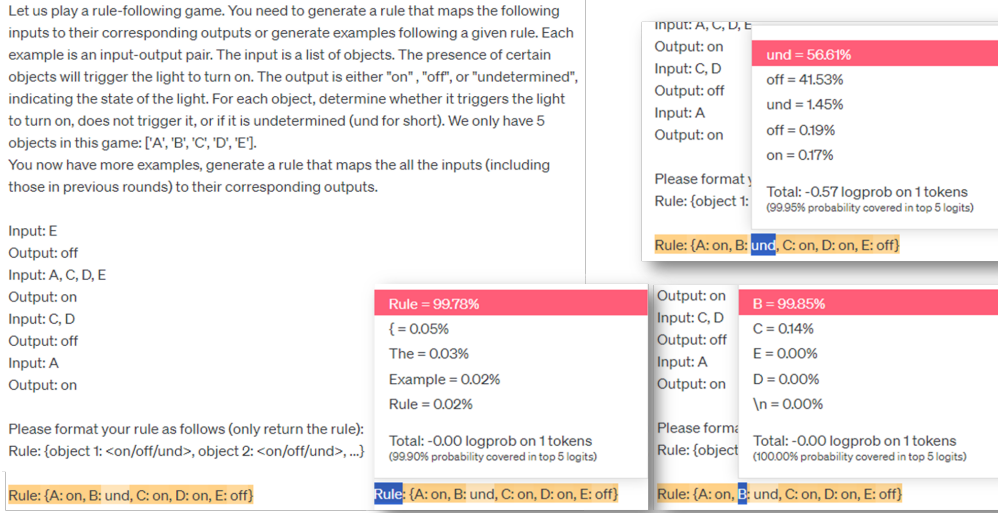 Let us play a rule-following game. You need to generate a rule that maps the following
inputs to their corresponding outputs or generate examples following a given rule. Each
example is an input-output pair. The input is a list of objects. The presence of certain
objects will trigger the light to turn on. The output is either "on" , "off", or "undetermined",
indicating the state of the light. For each object, determine whether it triggers the light
to turn on, does not trigger it, or if it is undetermined (und for short). We only have 5
objects in this game: ['A', 'B', 'C', 'D', 'E'].
You now have more examples, generate a rule that maps the all the inputs (including
those in previous rounds) to their corresponding outputs.
Input: E
Output: off
Input: A, C, D, E
Output: on
Input: C, D
Output: off
Input: A
Output: on
Please format your rule as follows (only return the rule):
Rule: {object 1: <on/off/und>, object 2: <on/off/und>, ...}
Rule: {A: on, B: und, C: on, D: on, E: off}
Rule = 99.78%
{ = 0.05%
The = 0.03%
Example = 0.02%
Rule = 0.02%
Total: -0.00 logprob on 1 tokens
(99.90% probability covered in top 5 logits)
Rule: {A: on, B: und, C: on, D: on, E: off}
Input: A, C, D, E
Output: on
Input: C, D
Output: off
Input: A
Output: on
Please format y
Rule: {object 1:
und = 56.61%
off = 41.53%
und = 1.45%
off = 0.19%
on = 0.17%
Total: -0.57 logprob on 1 tokens
(99.95% probability covered in top 5 logits)
Rule: {A: on, B: und, C: on, D: on, E: off}
Output: on
Input: C, D
Output: off
Input: A
Output: on
Please forma
Rule: {object
B = 99.85%
C = 0.14%
E = 0.00%
D = 0.00%
\n = 0.00%
Total: -0.00 logprob on 1 tokens
(100.00% probability covered in top 5 logits)
Rule: {A: on, B: und, C: on, D: on, E: off}